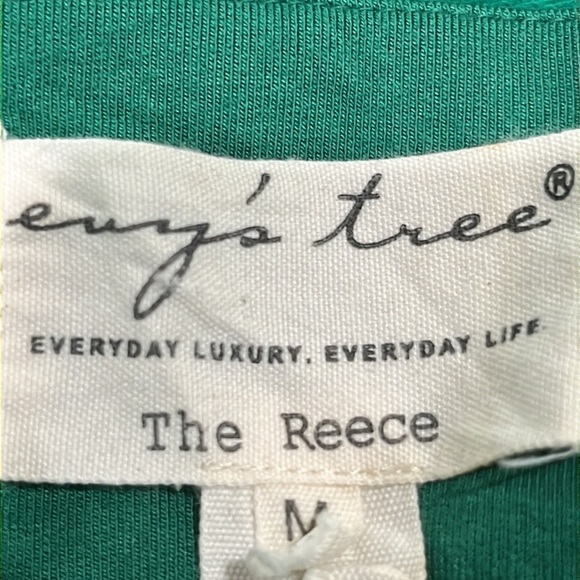 evy's tree®
EVERYDAY LUXURY. EVERYDAY LIFE
The Reece
M